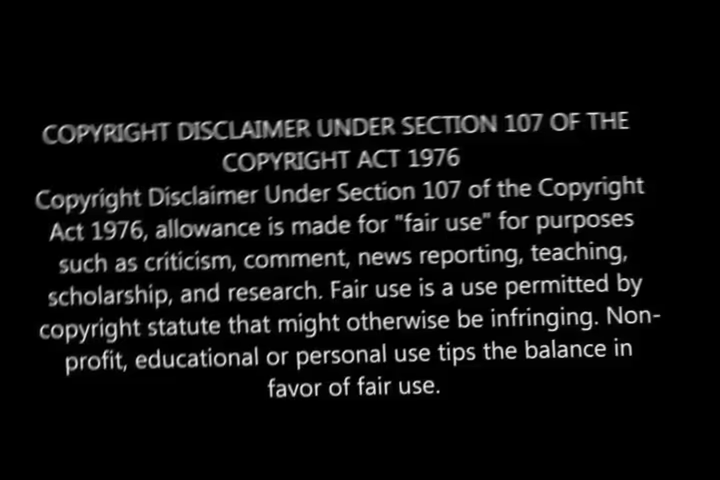 COPYRIGHT DISCLAIMER UNDER SECTION 107 OF THE
COPYRIGHT ACT 1976
Copyright Disclaimer Under Section 107 of the Copyright
Act 1976, allowance is made for "fair use" for purposes
such as criticism, comment, news reporting, teaching,
scholarship, and research. Fair use is a use permitted by
copyright statute that might otherwise be infringing. Non-
profit, educational or personal use tips the balance in
favor of fair use.